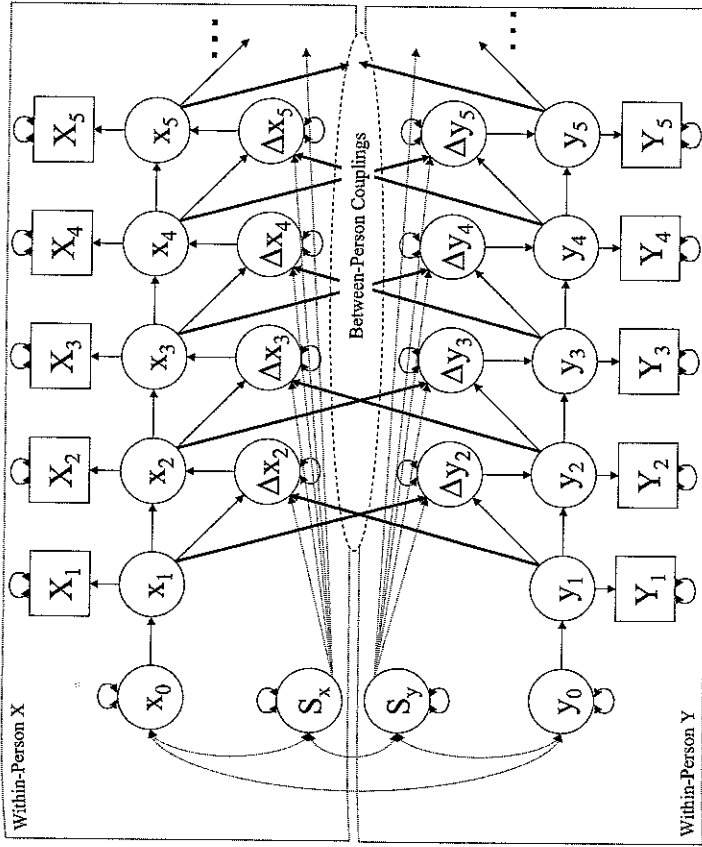 Within-Person X
X₁ X₂ X₃ X₄ X₅
x₀ x₁ x₂ x₃ x₄ x₅ ...
Δx₂ Δx₃ Δx₄ Δx₅
Sₓ
Between-Person Couplings
S_y
Δy₂ Δy₃ Δy₄ Δy₅
y₀ y₁ y₂ y₃ y₄ y₅ ...
Y₁ Y₂ Y₃ Y₄ Y₅
Within-Person Y